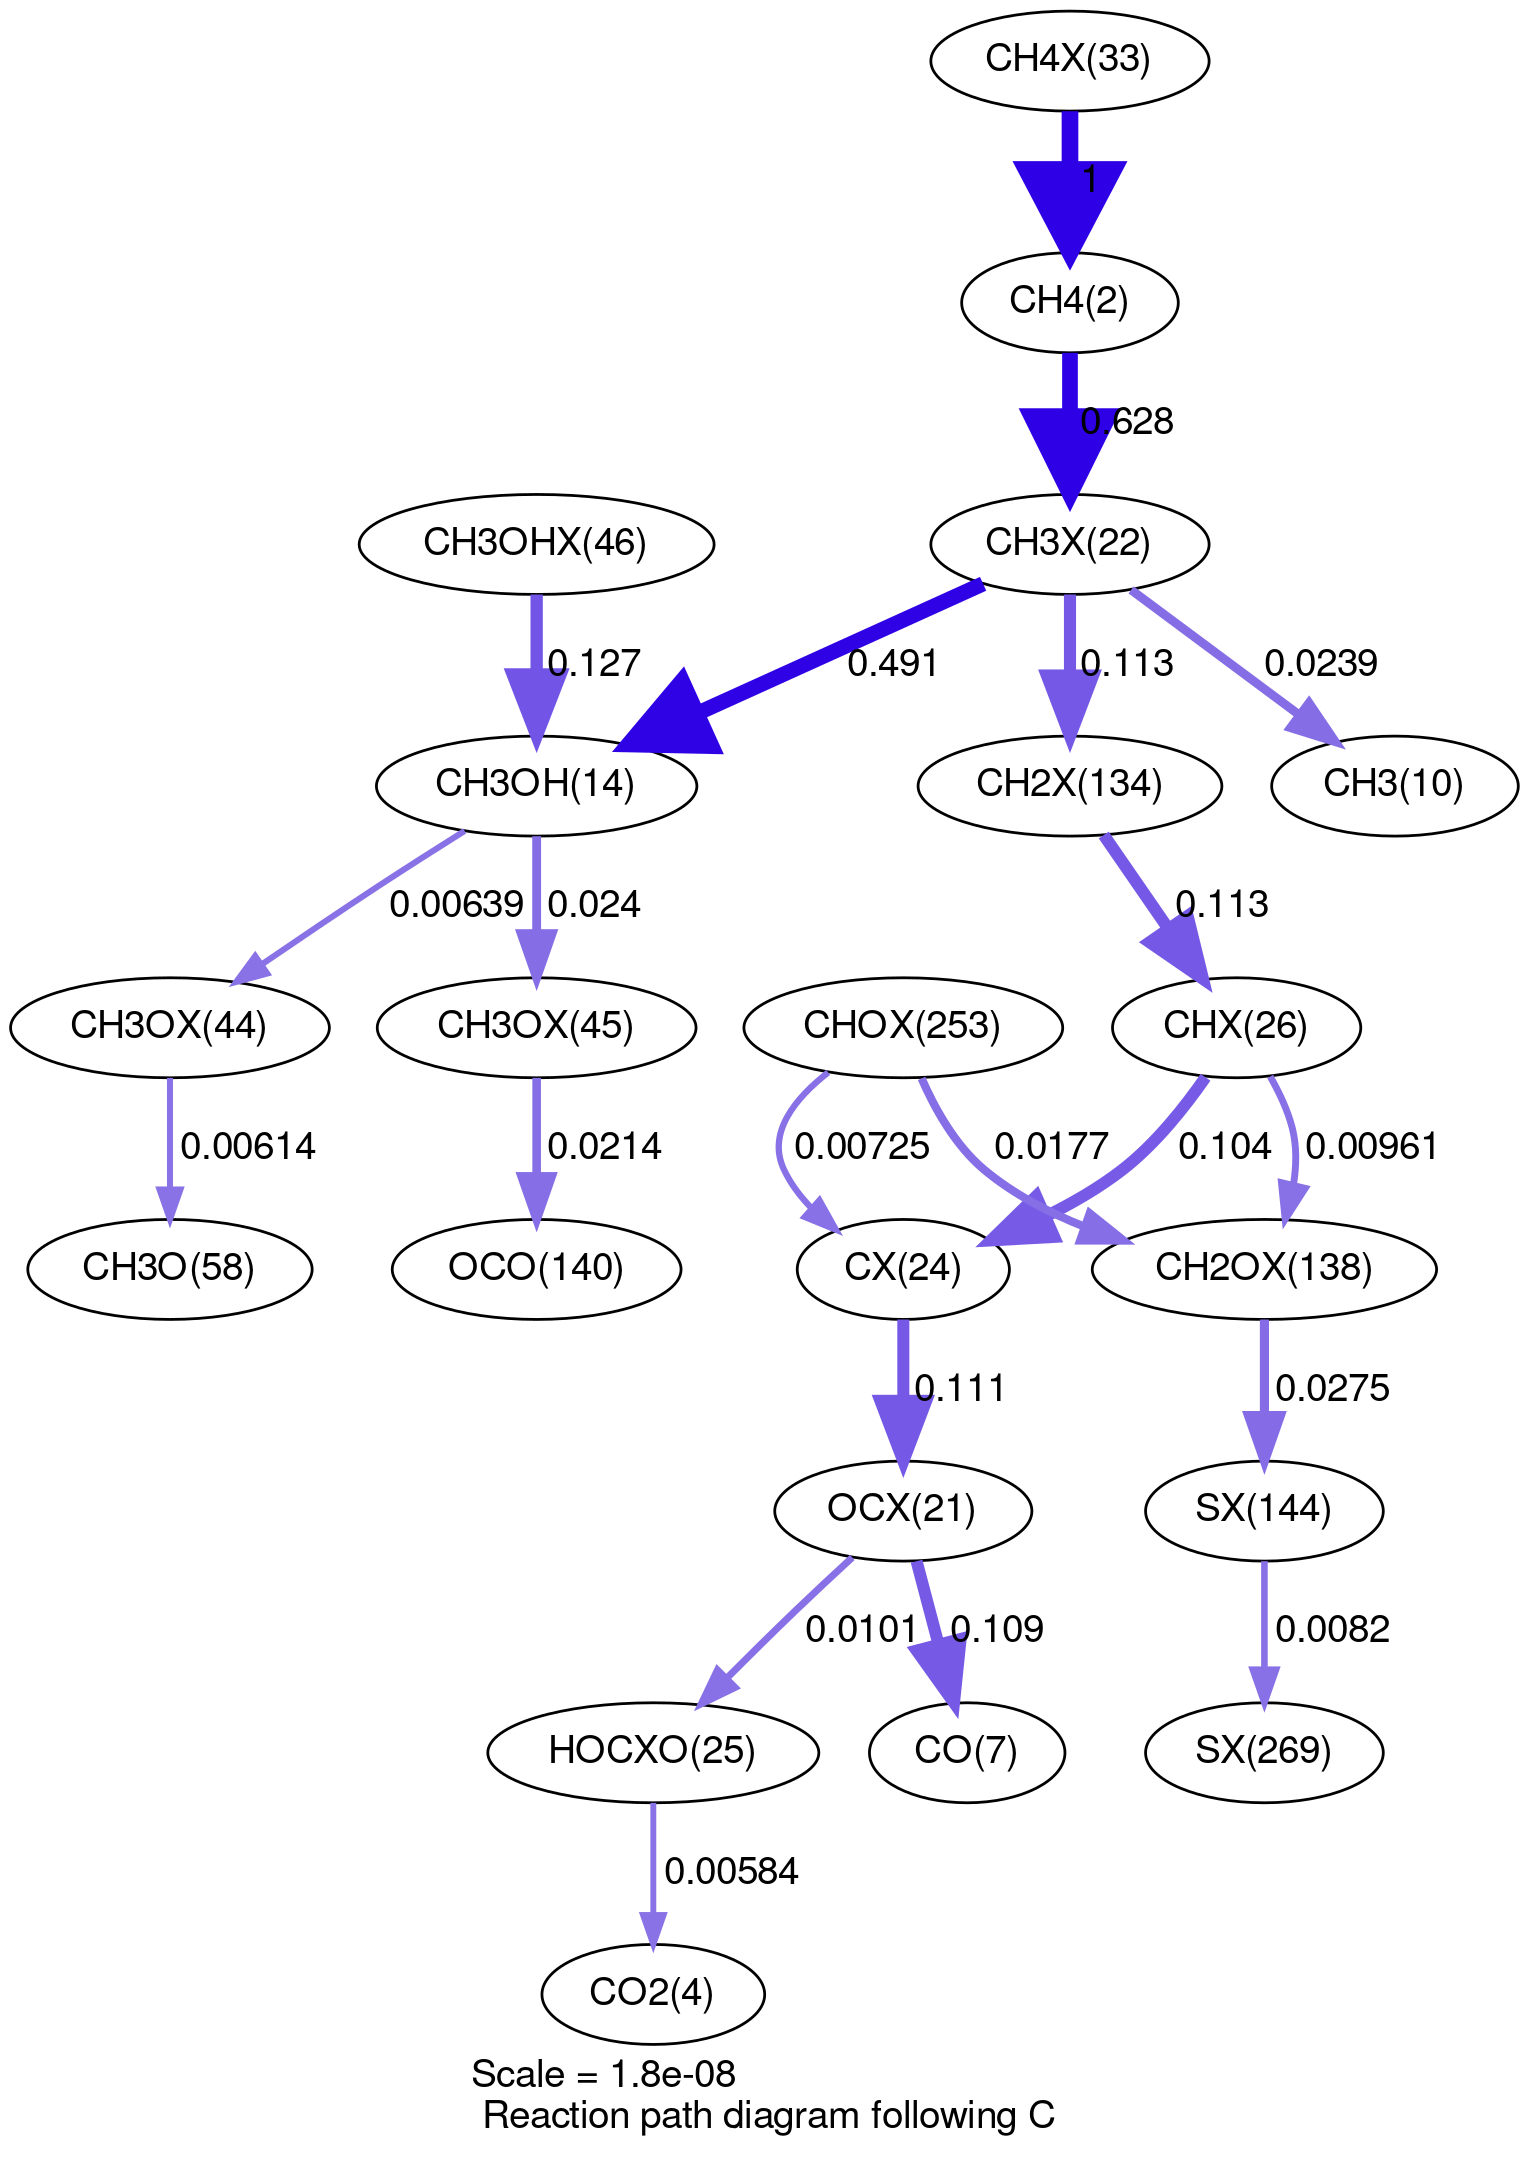 CH4X(33)
1
CH4(2)
0.628
CH3OHX(46)
CH3X(22)
0.127
0.491
0.113
0.0239
CH3OH(14)
CH2X(134)
CH3(10)
0.00639
0.024
0.113
CH3OX(44)
CH3OX(45)
CHOX(253)
CHX(26)
0.00614
0.0214
0.00725
0.0177
0.104
0.00961
CH3O(58)
OCO(140)
CX(24)
CH2OX(138)
0.111
0.0275
OCX(21)
SX(144)
0.0101
0.109
0.0082
HOCXO(25)
CO(7)
SX(269)
0.00584
CO2(4)
Scale = 1.8e-08
Reaction path diagram following C